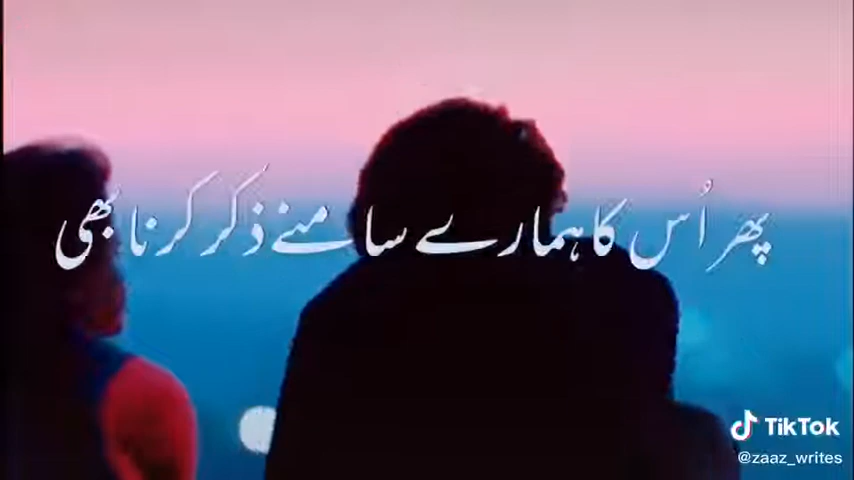 پھر اُس کا ہمارے سامنے ذکر کرنا بھی
TikTok
@zaaz_writes